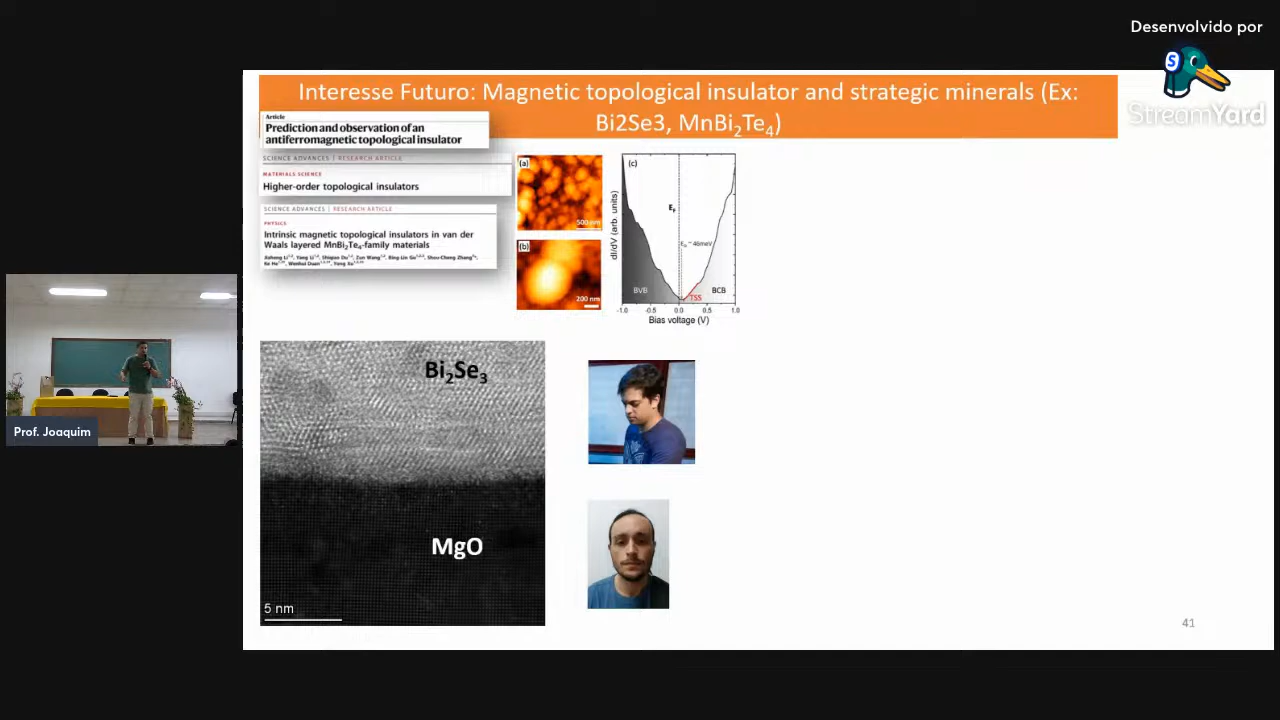 Desenvolvido por
S
StreamYard
Interesse Futuro: Magnetic topological insulator and strategic minerals (Ex:
Bi2Se3, MnBi₂Te₄)
Article
Prediction and observation of an
antiferromagnetic topological insulator
SCIENCE ADVANCES | RESEARCH ARTICLE
MATERIALS SCIENCE
Higher-order topological insulators
SCIENCE ADVANCES | RESEARCH ARTICLE
PHYSICS
Intrinsic magnetic topological insulators in van der
Waals layered MnBi₂Te₄-family materials
(a)
500 nm
(b)
200 nm
(c)
dI/dV (arb. units)
E_F
46meV
BVB
TSS
BCB
-1.0 -0.5 0.0 0.5 1.0
Bias voltage (V)
Bi₂Se₃
MgO
5 nm
Prof. Joaquim
41